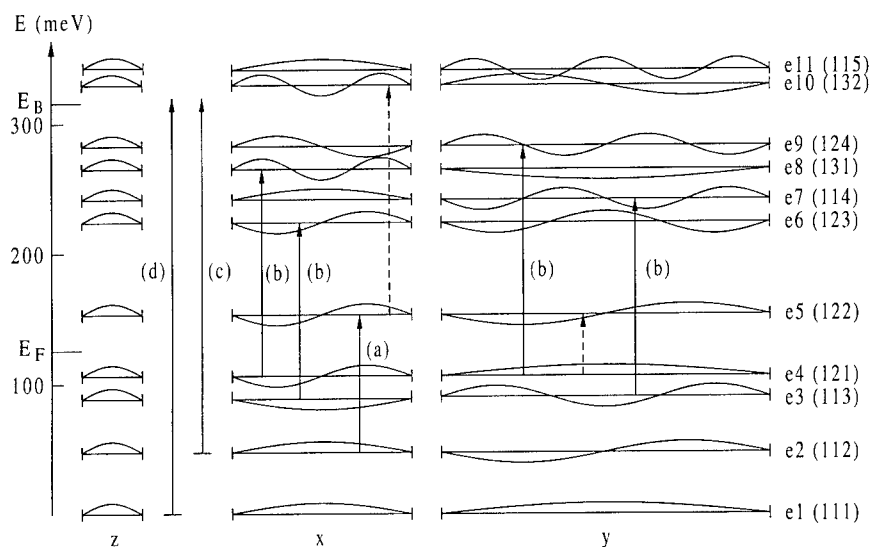 E (meV)
e11 (115)
e10 (132)
E_B
300
e9 (124)
e8 (131)
e7 (114)
e6 (123)
200
(d) (c) (b) (b) (b) (b)
e5 (122)
E_F
(a)
e4 (121)
100
e3 (113)
e2 (112)
e1 (111)
z x y